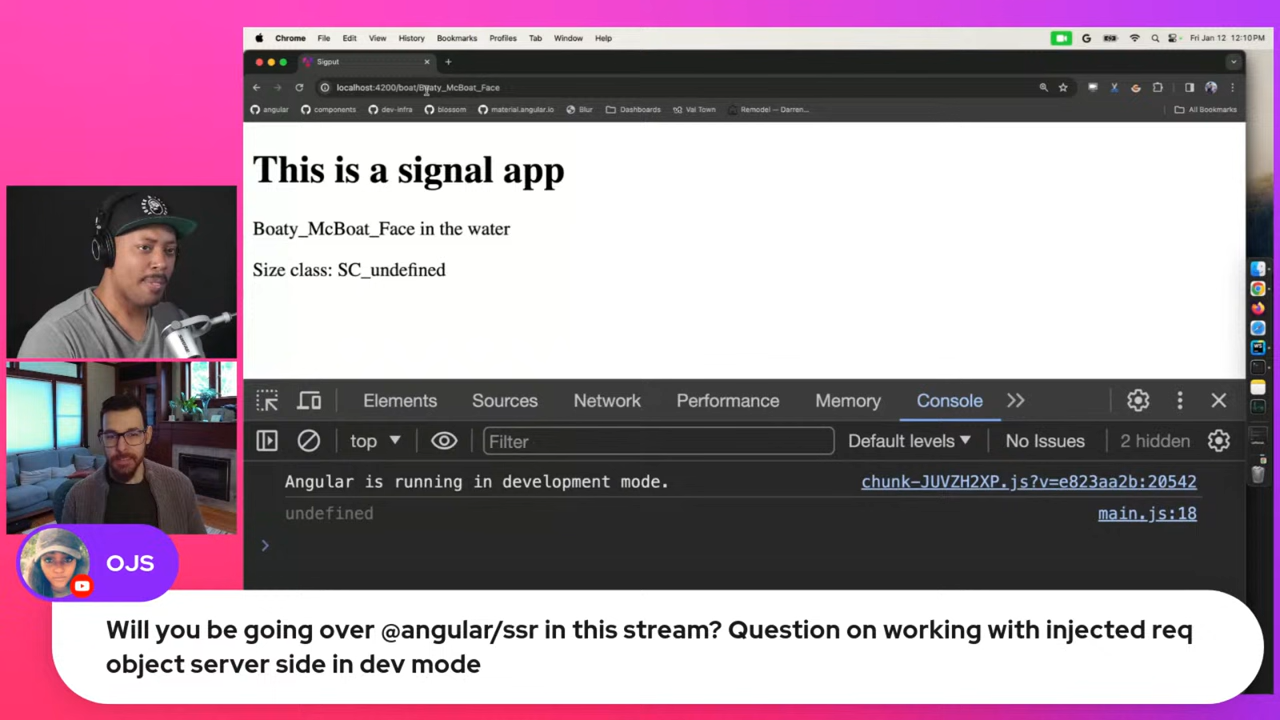 Chrome File Edit View History Bookmarks Profiles Tab Window Help Fri Jan 12 12:10PM
Sigput
localhost:4200/boat/Boaty_McBoat_Face
angular components dev-infra blossom material.angular.io Blur Dashboards Val Town Remodel — Darren... All Bookmarks
This is a signal app
Boaty_McBoat_Face in the water
Size class: SC_undefined
Elements Sources Network Performance Memory Console
top Filter Default levels No Issues 2 hidden
Angular is running in development mode. chunk-JUVZH2XP.js?v=e823aa2b:20542
undefined main.js:18
OJS
Will you be going over @angular/ssr in this stream? Question on working with injected req
object server side in dev mode